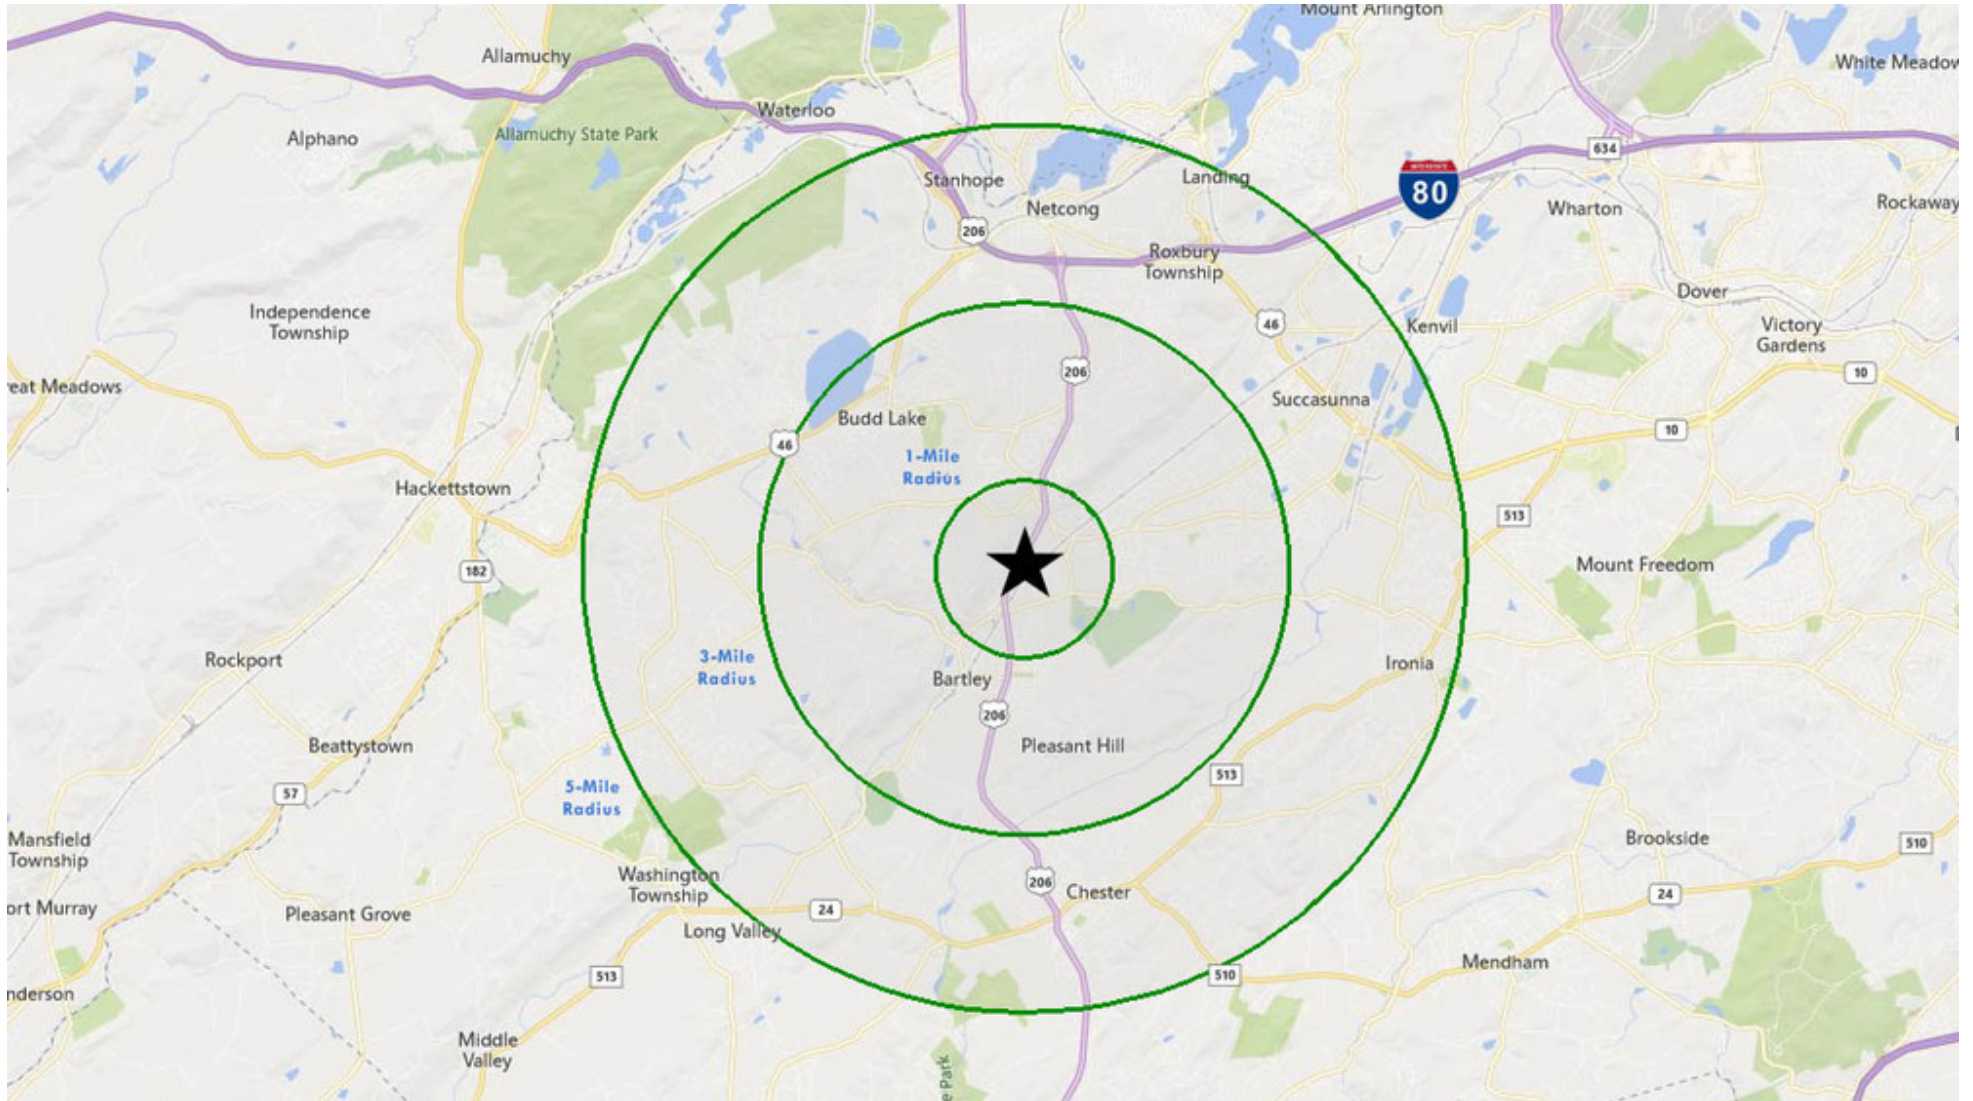 Mount Arlington
Allamuchy
White Meadow
Waterloo
Allamuchy State Park
Alphano
634
80
Stanhope
Landing
Netcong
Wharton
Rockaway
206
Roxbury
Township
Dover
Independence
Township
46
Kenvil
Victory
Gardens
206
10
eat Meadows
Succasunna
Budd Lake
10
46
1-Mile
Radius
Hackettstown
513
182
Mount Freedom
Rockport
3-Mile
Radius
Ironia
Bartley
206
Beattystown
Pleasant Hill
513
57
5-Mile
Radius
Mansfield
Township
Brookside
510
Washington
Township
206
Chester
24
ort Murray
Pleasant Grove
24
Long Valley
Mendham
513
510
nderson
Middle
Valley
e Park